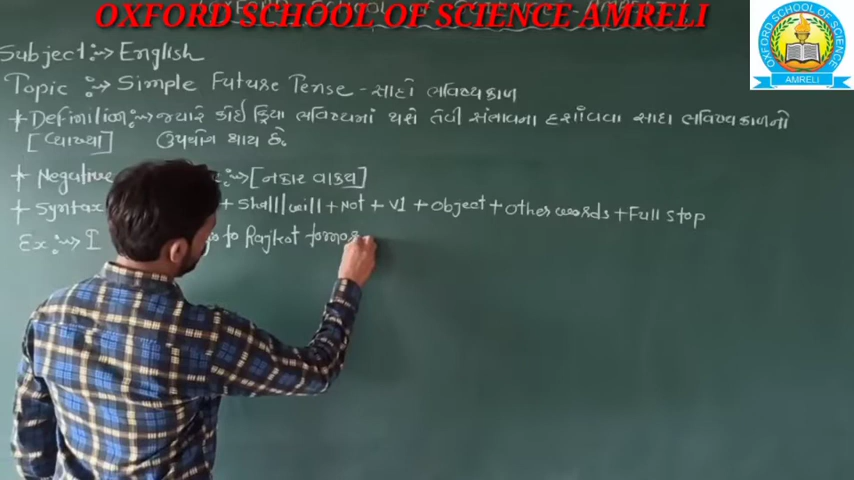 OXFORD SCHOOL OF SCIENCE AMRELI
OXFORD SCHOOL OF SCIENCE
AMRELI
Subject :→ English
Topic :→ Simple Future Tense - સાદો ભવિષ્યકાળ
+ Definition :→ જ્યારે કોઈ ક્રિયા ભવિષ્યમાં થશે તેવી સંભાવના દર્શાવવા સાદા ભવિષ્યકાળનો
[વ્યાખ્યા] ઉપયોગ થાય છે.
+ Negative :→ [નકાર વાક્ય]
+ Syntax + Shall/will + Not + V1 + Object + Other words + Full stop
Ex :→ I go to Rajkot tomor